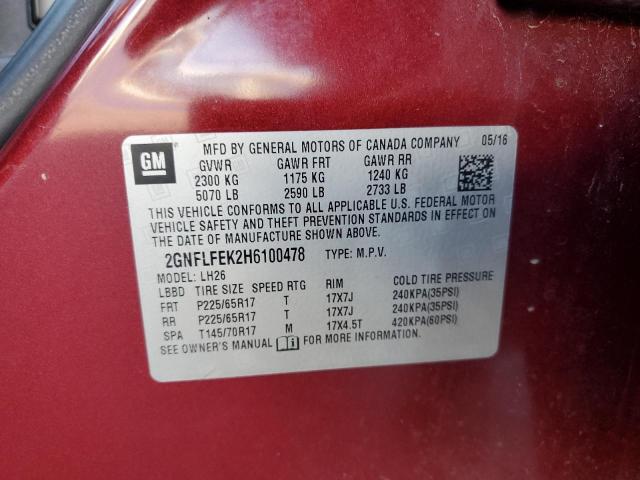 MFD BY GENERAL MOTORS OF CANADA COMPANY 05/16
GM
GVWR GAWR FRT GAWR RR
2300 KG 1175 KG 1240 KG
5070 LB 2590 LB 2733 LB
THIS VEHICLE CONFORMS TO ALL APPLICABLE U.S. FEDERAL MOTOR
VEHICLE SAFETY AND THEFT PREVENTION STANDARDS IN EFFECT ON
THE DATE OF MANUFACTURE SHOWN ABOVE.
2GNFLFEK2H6100478 TYPE: M.P.V.
MODEL: LH26
LBBD TIRE SIZE SPEED RTG RIM COLD TIRE PRESSURE
FRT P225/65R17 T 17X7J 240KPA(35PSI)
RR P225/65R17 T 17X7J 240KPA(35PSI)
SPA T145/70R17 M 17X4.5T 420KPA(60PSI)
SEE OWNER'S MANUAL i FOR MORE INFORMATION.